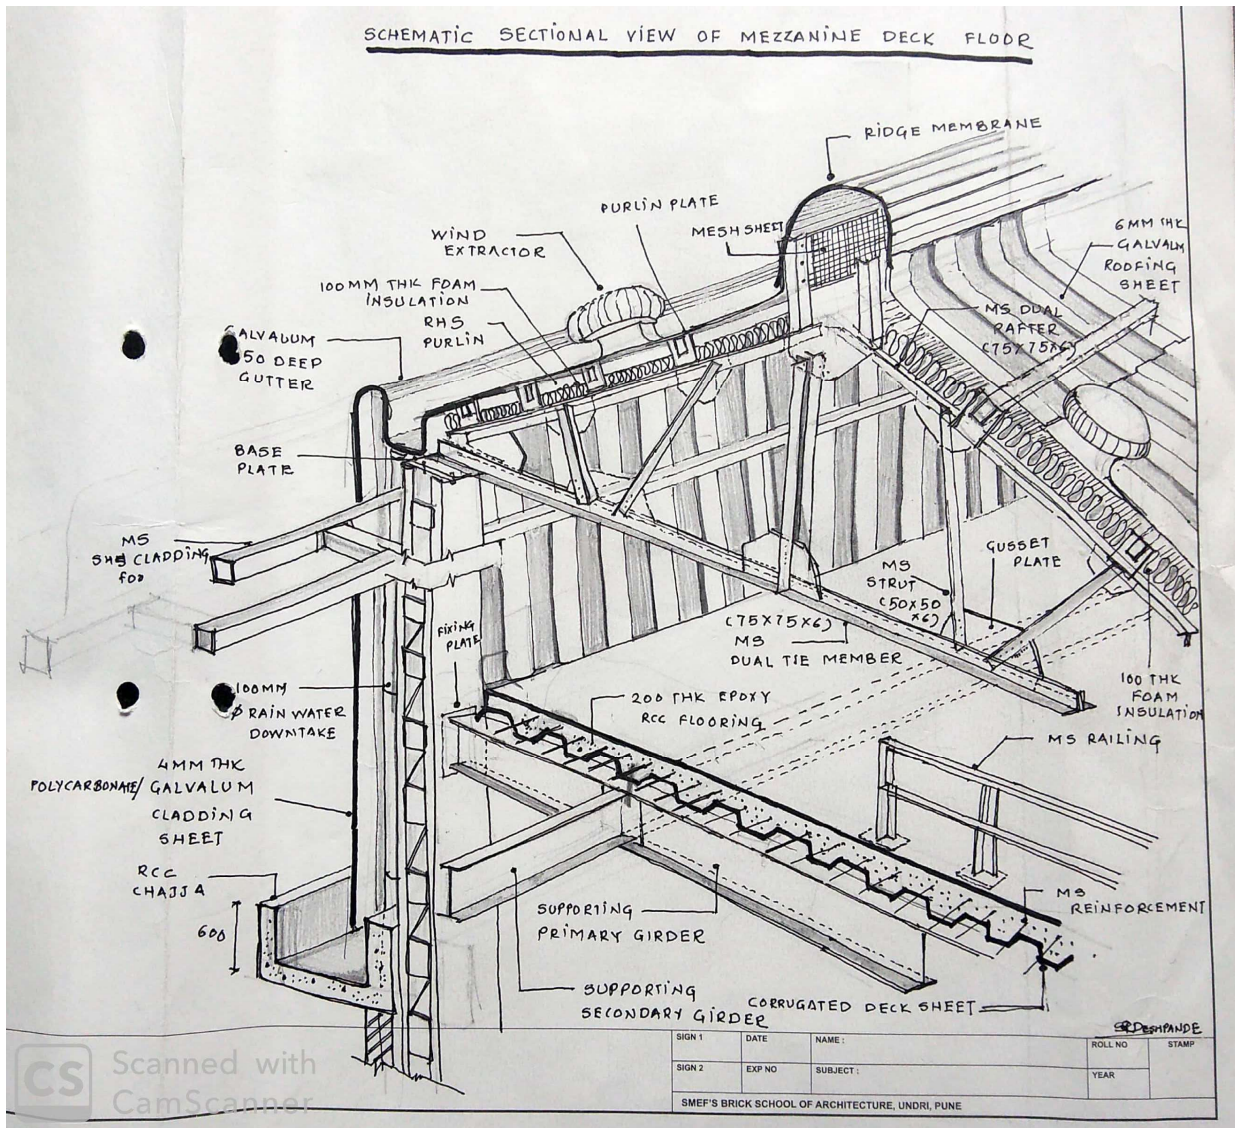 SCHEMATIC SECTIONAL VIEW OF MEZZANINE DECK FLOOR
RIDGE MEMBRANE
PURLIN PLATE
MESH SHEET
WIND
EXTRACTOR
6MM THK
GALVALM
ROOFING
SHEET
100MM THK FOAM
INSULATION
RHS
PURLIN
MS DUAL
RAFTER
(75X75X6)
GALVALUM
50 DEEP
GUTTER
BASE
PLATE
MS
SHS CLADDING
GUSSET
PLATE
MS
STRUT
(50X50
X6)
(75X75X6)
MS
DUAL TIE MEMBER
FIXING
PLATE
100MM
Ø RAIN WATER
DOWNTAKE
200 THK EPOXY
RCC FLOORING
100 THK
FOAM
INSULATION
MS RAILING
4MM THK
POLYCARBONATE/ GALVALUM
CLADDING
SHEET
RCC
CHAJJA
600
MS
REINFORCEMENT
SUPPORTING
PRIMARY GIRDER
SUPPORTING
SECONDARY GIRDER
CORRUGATED DECK SHEET
SRDESHPANDE
SIGN 1 DATE NAME : ROLL NO STAMP
SIGN 2 EXP NO SUBJECT : YEAR
SMEF'S BRICK SCHOOL OF ARCHITECTURE, UNDRI, PUNE
CS Scanned with
CamScanner